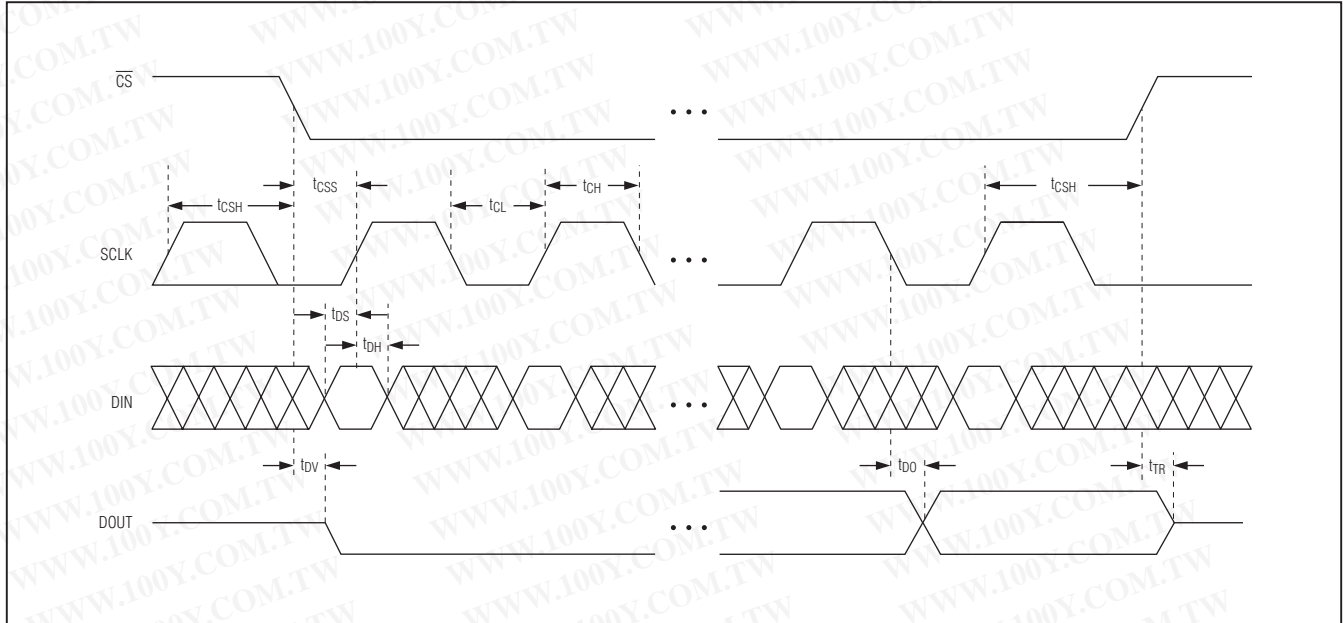 CS
tCSS
tCH
tCSH
tCSH
tCL
SCLK
tDS
tDH
DIN
tDV
tDO
tTR
DOUT
WWW.100Y.COM.TW